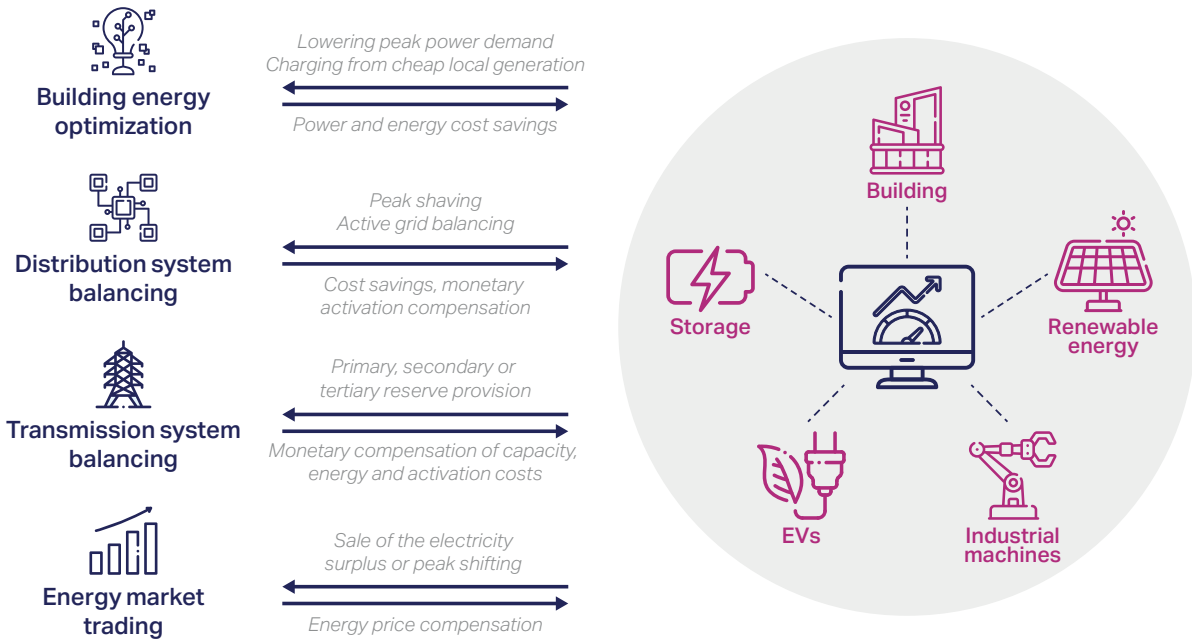 Building energy
optimization
Lowering peak power demand
Charging from cheap local generation
Power and energy cost savings
Distribution system
balancing
Peak shaving
Active grid balancing
Cost savings, monetary
activation compensation
Transmission system
balancing
Primary, secondary or
tertiary reserve provision
Monetary compensation of capacity,
energy and activation costs
Energy market
trading
Sale of the electricity
surplus or peak shifting
Energy price compensation
Building
Storage
Renewable
energy
EVs
Industrial
machines